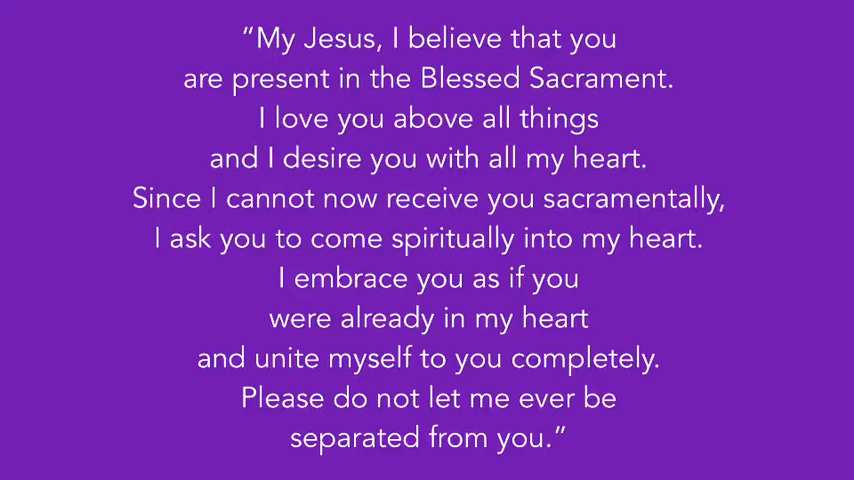 “My Jesus, I believe that you
are present in the Blessed Sacrament.
I love you above all things
and I desire you with all my heart.
Since I cannot now receive you sacramentally,
I ask you to come spiritually into my heart.
I embrace you as if you
were already in my heart
and unite myself to you completely.
Please do not let me ever be
separated from you.”